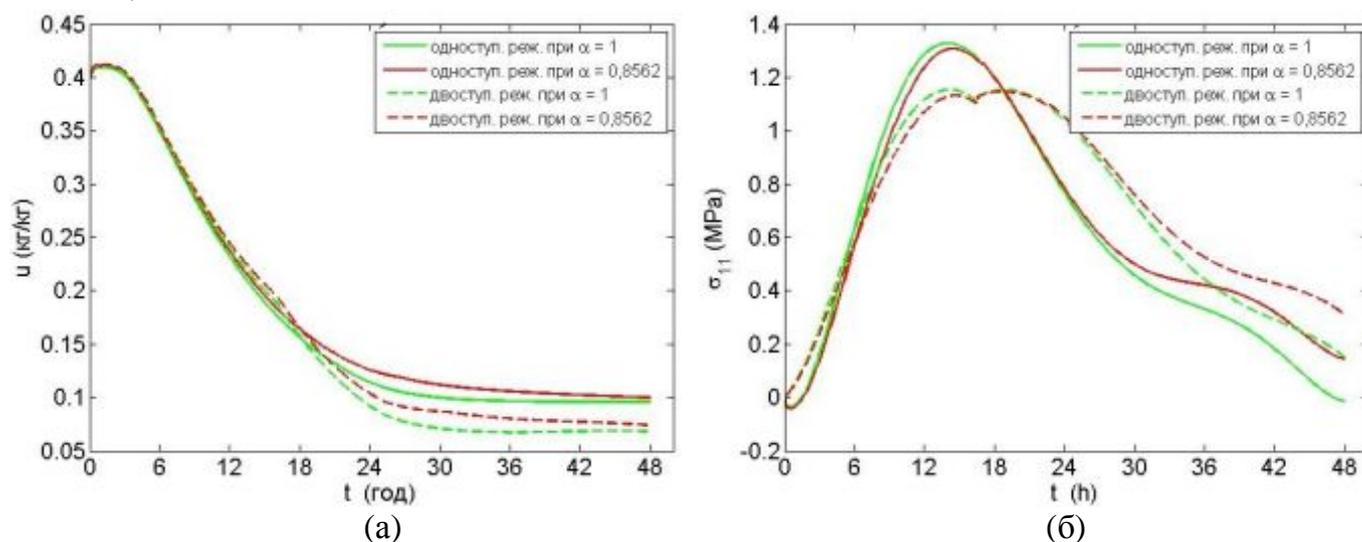 0.45
0.4
0.35
0.3
0.25
0.2
0.15
0.1
0.05
u (кг/кг)
одноступ. реж. при α = 1
одноступ. реж. при α = 0,8562
двоступ. реж. при α = 1
двоступ. реж. при α = 0,8562
0 6 12 18 24 30 36 42 48
t (год)
(а)
1.4
1.2
1
0.8
0.6
0.4
0.2
0
-0.2
σ11 (MPa)
одноступ. реж. при α = 1
одноступ. реж. при α = 0,8562
двоступ. реж. при α = 1
двоступ. реж. при α = 0,8562
0 6 12 18 24 30 36 42 48
t (h)
(б)